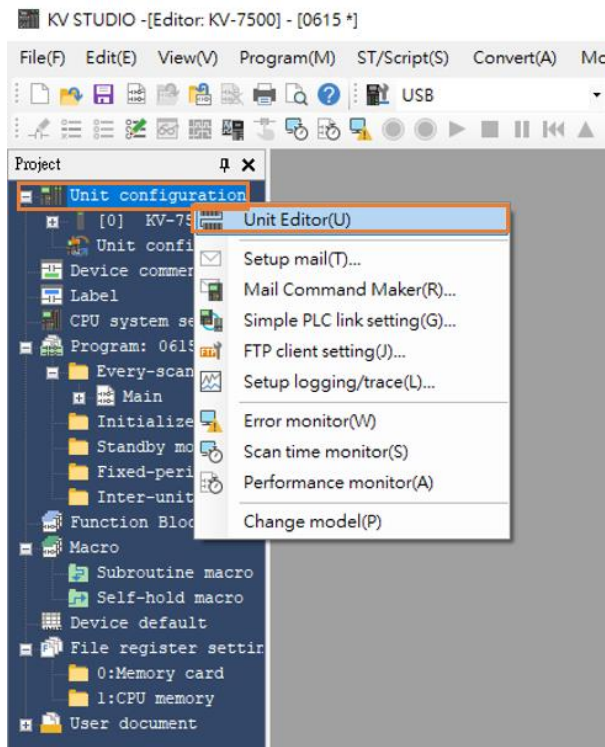 KV STUDIO -[Editor: KV-7500] - [0615 *]
File(F) Edit(E) View(V) Program(M) ST/Script(S) Convert(A) Mo
USB
Project
Unit configuration
[0] KV-75
Unit Editor(U)
Unit confi
Setup mail(T)...
Device commen
Mail Command Maker(R)...
Label
CPU system se
Simple PLC link setting(G)...
Program: 0615
FTP client setting(J)...
Every-scan
Setup logging/trace(L)...
Main
Initialize
Error monitor(W)
Standby mo
Scan time monitor(S)
Fixed-peri
Performance monitor(A)
Inter-unit
Function Bloc
Change model(P)
Macro
Subroutine macro
Self-hold macro
Device default
File register settin
0:Memory card
1:CPU memory
User document